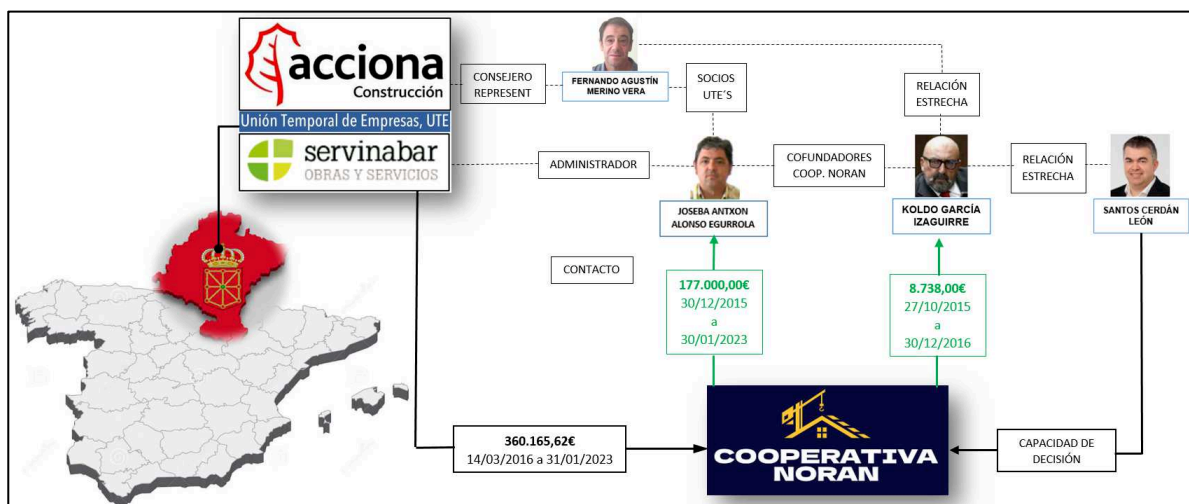 acciona
Construcción
Unión Temporal de Empresas, UTE
servinabar
OBRAS Y SERVICIOS
CONSEJERO
REPRESENT
FERNANDO AGUSTÍN
MERINO VERA
SOCIOS
UTE´S
RELACIÓN
ESTRECHA
ADMINISTRADOR
COFUNDADORES
COOP. NORAN
RELACIÓN
ESTRECHA
JOSEBA ANTXON
ALONSO EGURROLA
KOLDO GARCÍA
IZAGUIRRE
SANTOS CERDÁN
LEÓN
CONTACTO
177.000,00€
30/12/2015
a
30/01/2023
8.738,00€
27/10/2015
a
30/12/2016
360.165,62€
14/03/2016 a 31/01/2023
COOPERATIVA
NORAN
CAPACIDAD DE
DECISIÓN